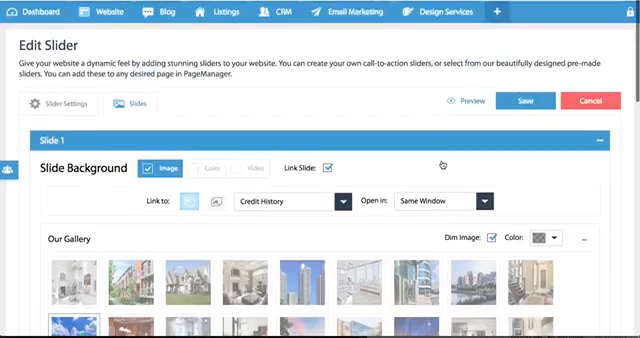 Dashboard Website Blog Listings CRM Email Marketing Design Services +
Edit Slider
Give your website a dynamic feel by adding stunning sliders to your website. You can create your own call-to-action sliders, or select from our beautifully designed pre-made
sliders. You can add these to any desired page in PageManager.
Slider Settings Slides Preview Save Cancel
Slide 1
Slide Background Image Color Video Link Slide:
Link to: Credit History Open in: Same Window
Our Gallery Dim Image: Color: